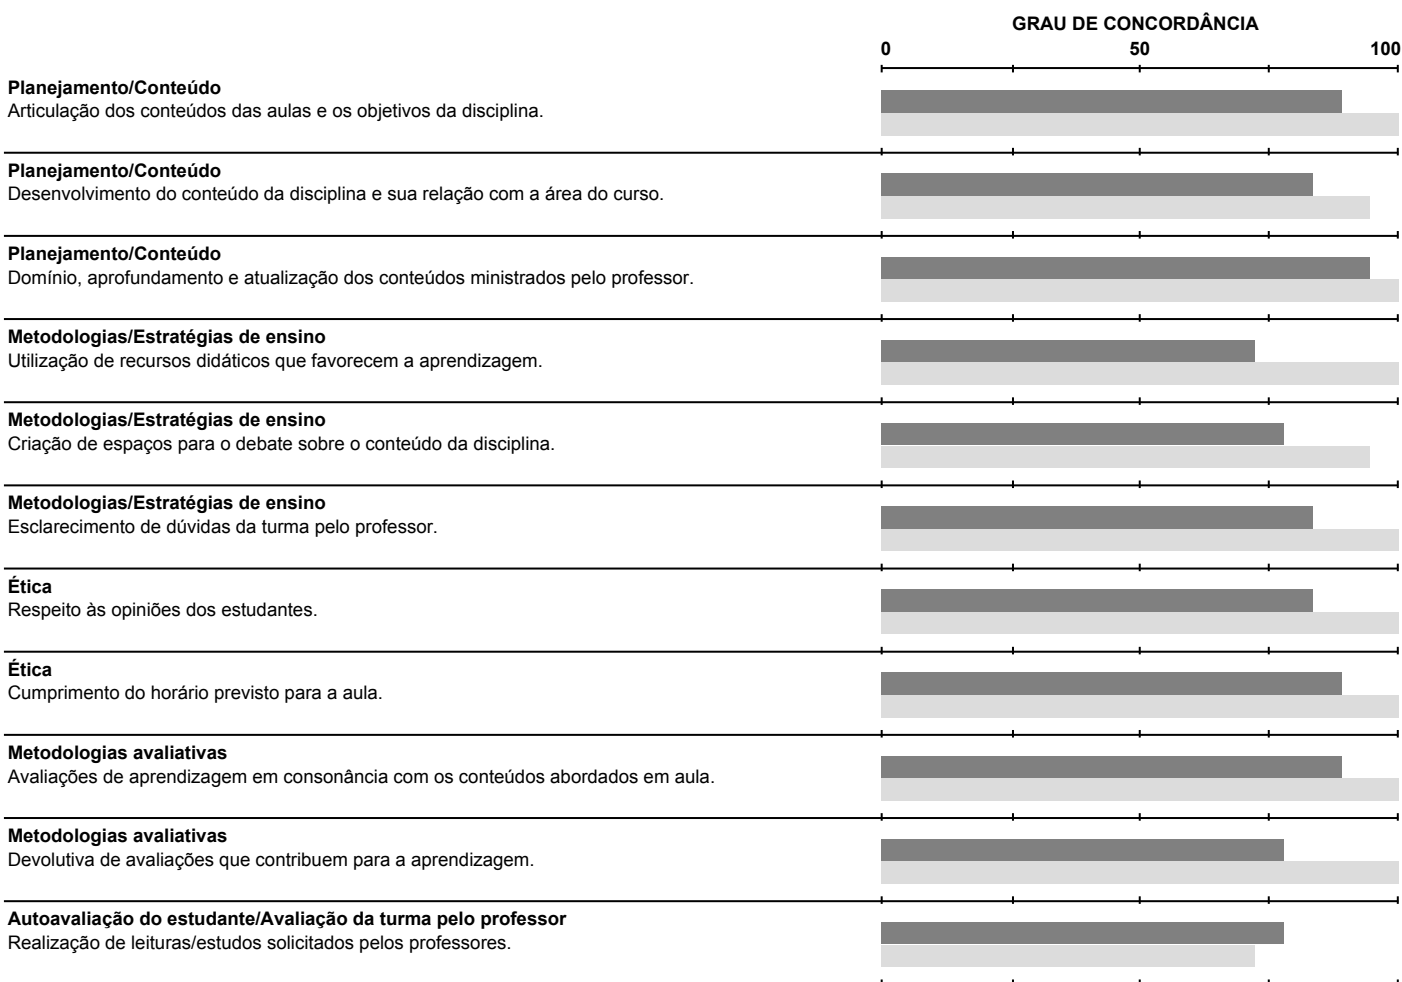 GRAU DE CONCORDÂNCIA
0 50 100
Planejamento/Conteúdo
Articulação dos conteúdos das aulas e os objetivos da disciplina.
Planejamento/Conteúdo
Desenvolvimento do conteúdo da disciplina e sua relação com a área do curso.
Planejamento/Conteúdo
Domínio, aprofundamento e atualização dos conteúdos ministrados pelo professor.
Metodologias/Estratégias de ensino
Utilização de recursos didáticos que favorecem a aprendizagem.
Metodologias/Estratégias de ensino
Criação de espaços para o debate sobre o conteúdo da disciplina.
Metodologias/Estratégias de ensino
Esclarecimento de dúvidas da turma pelo professor.
Ética
Respeito às opiniões dos estudantes.
Ética
Cumprimento do horário previsto para a aula.
Metodologias avaliativas
Avaliações de aprendizagem em consonância com os conteúdos abordados em aula.
Metodologias avaliativas
Devolutiva de avaliações que contribuem para a aprendizagem.
Autoavaliação do estudante/Avaliação da turma pelo professor
Realização de leituras/estudos solicitados pelos professores.